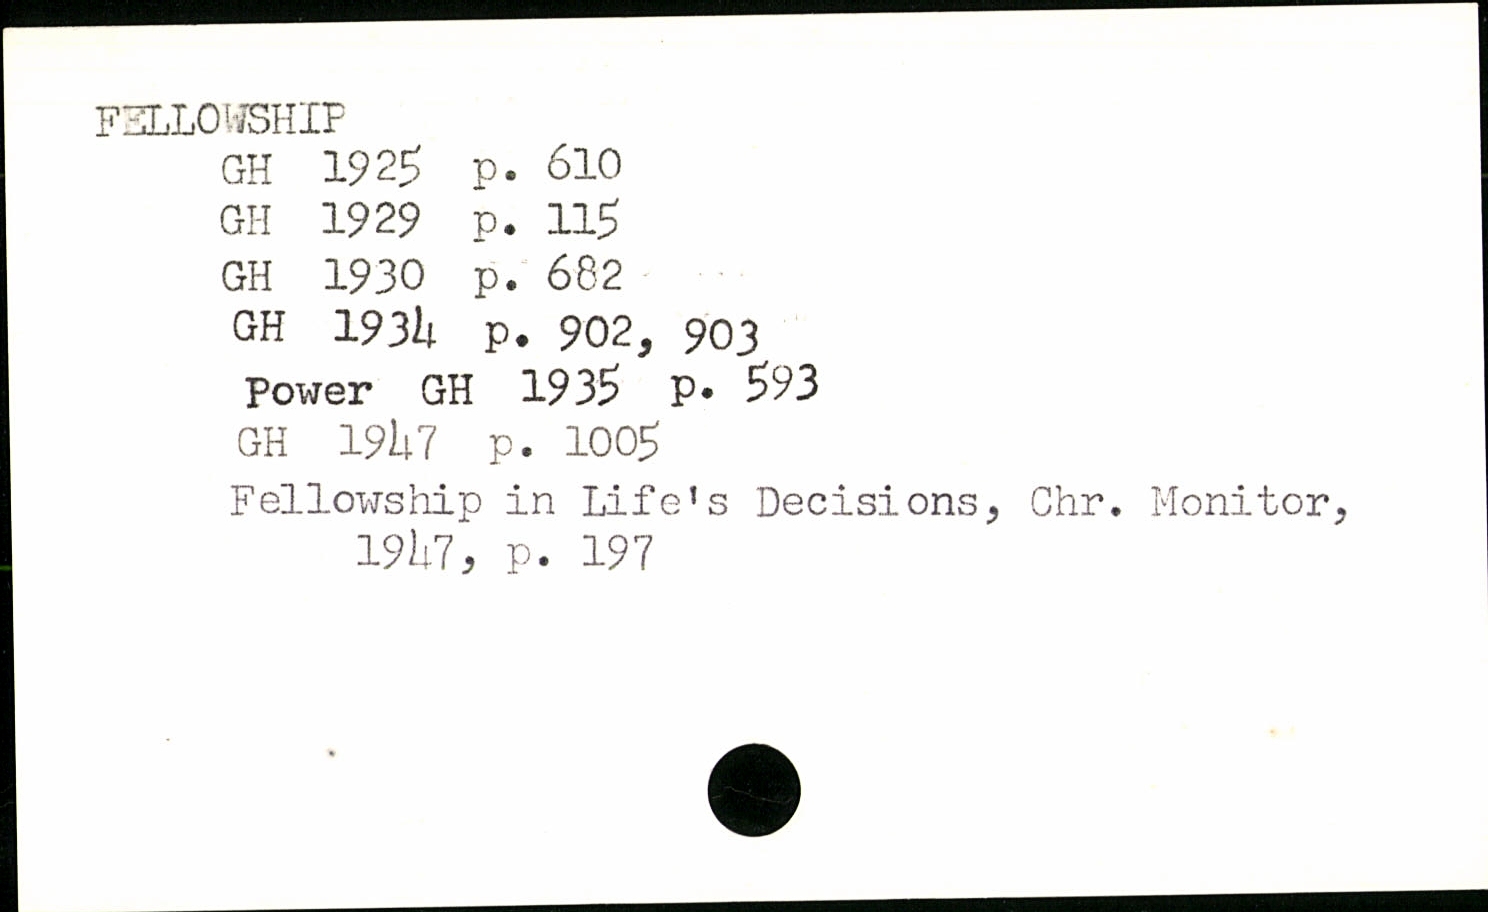 FELLOWSHIP
GH 1925 p. 610
GH 1929 p. 115
GH 1930 p. 682
GH 1934 p. 902, 903
Power GH 1935 p. 593
GH 1947 p. 1005
Fellowship in Life's Decisions, Chr. Monitor,
1947, p. 197